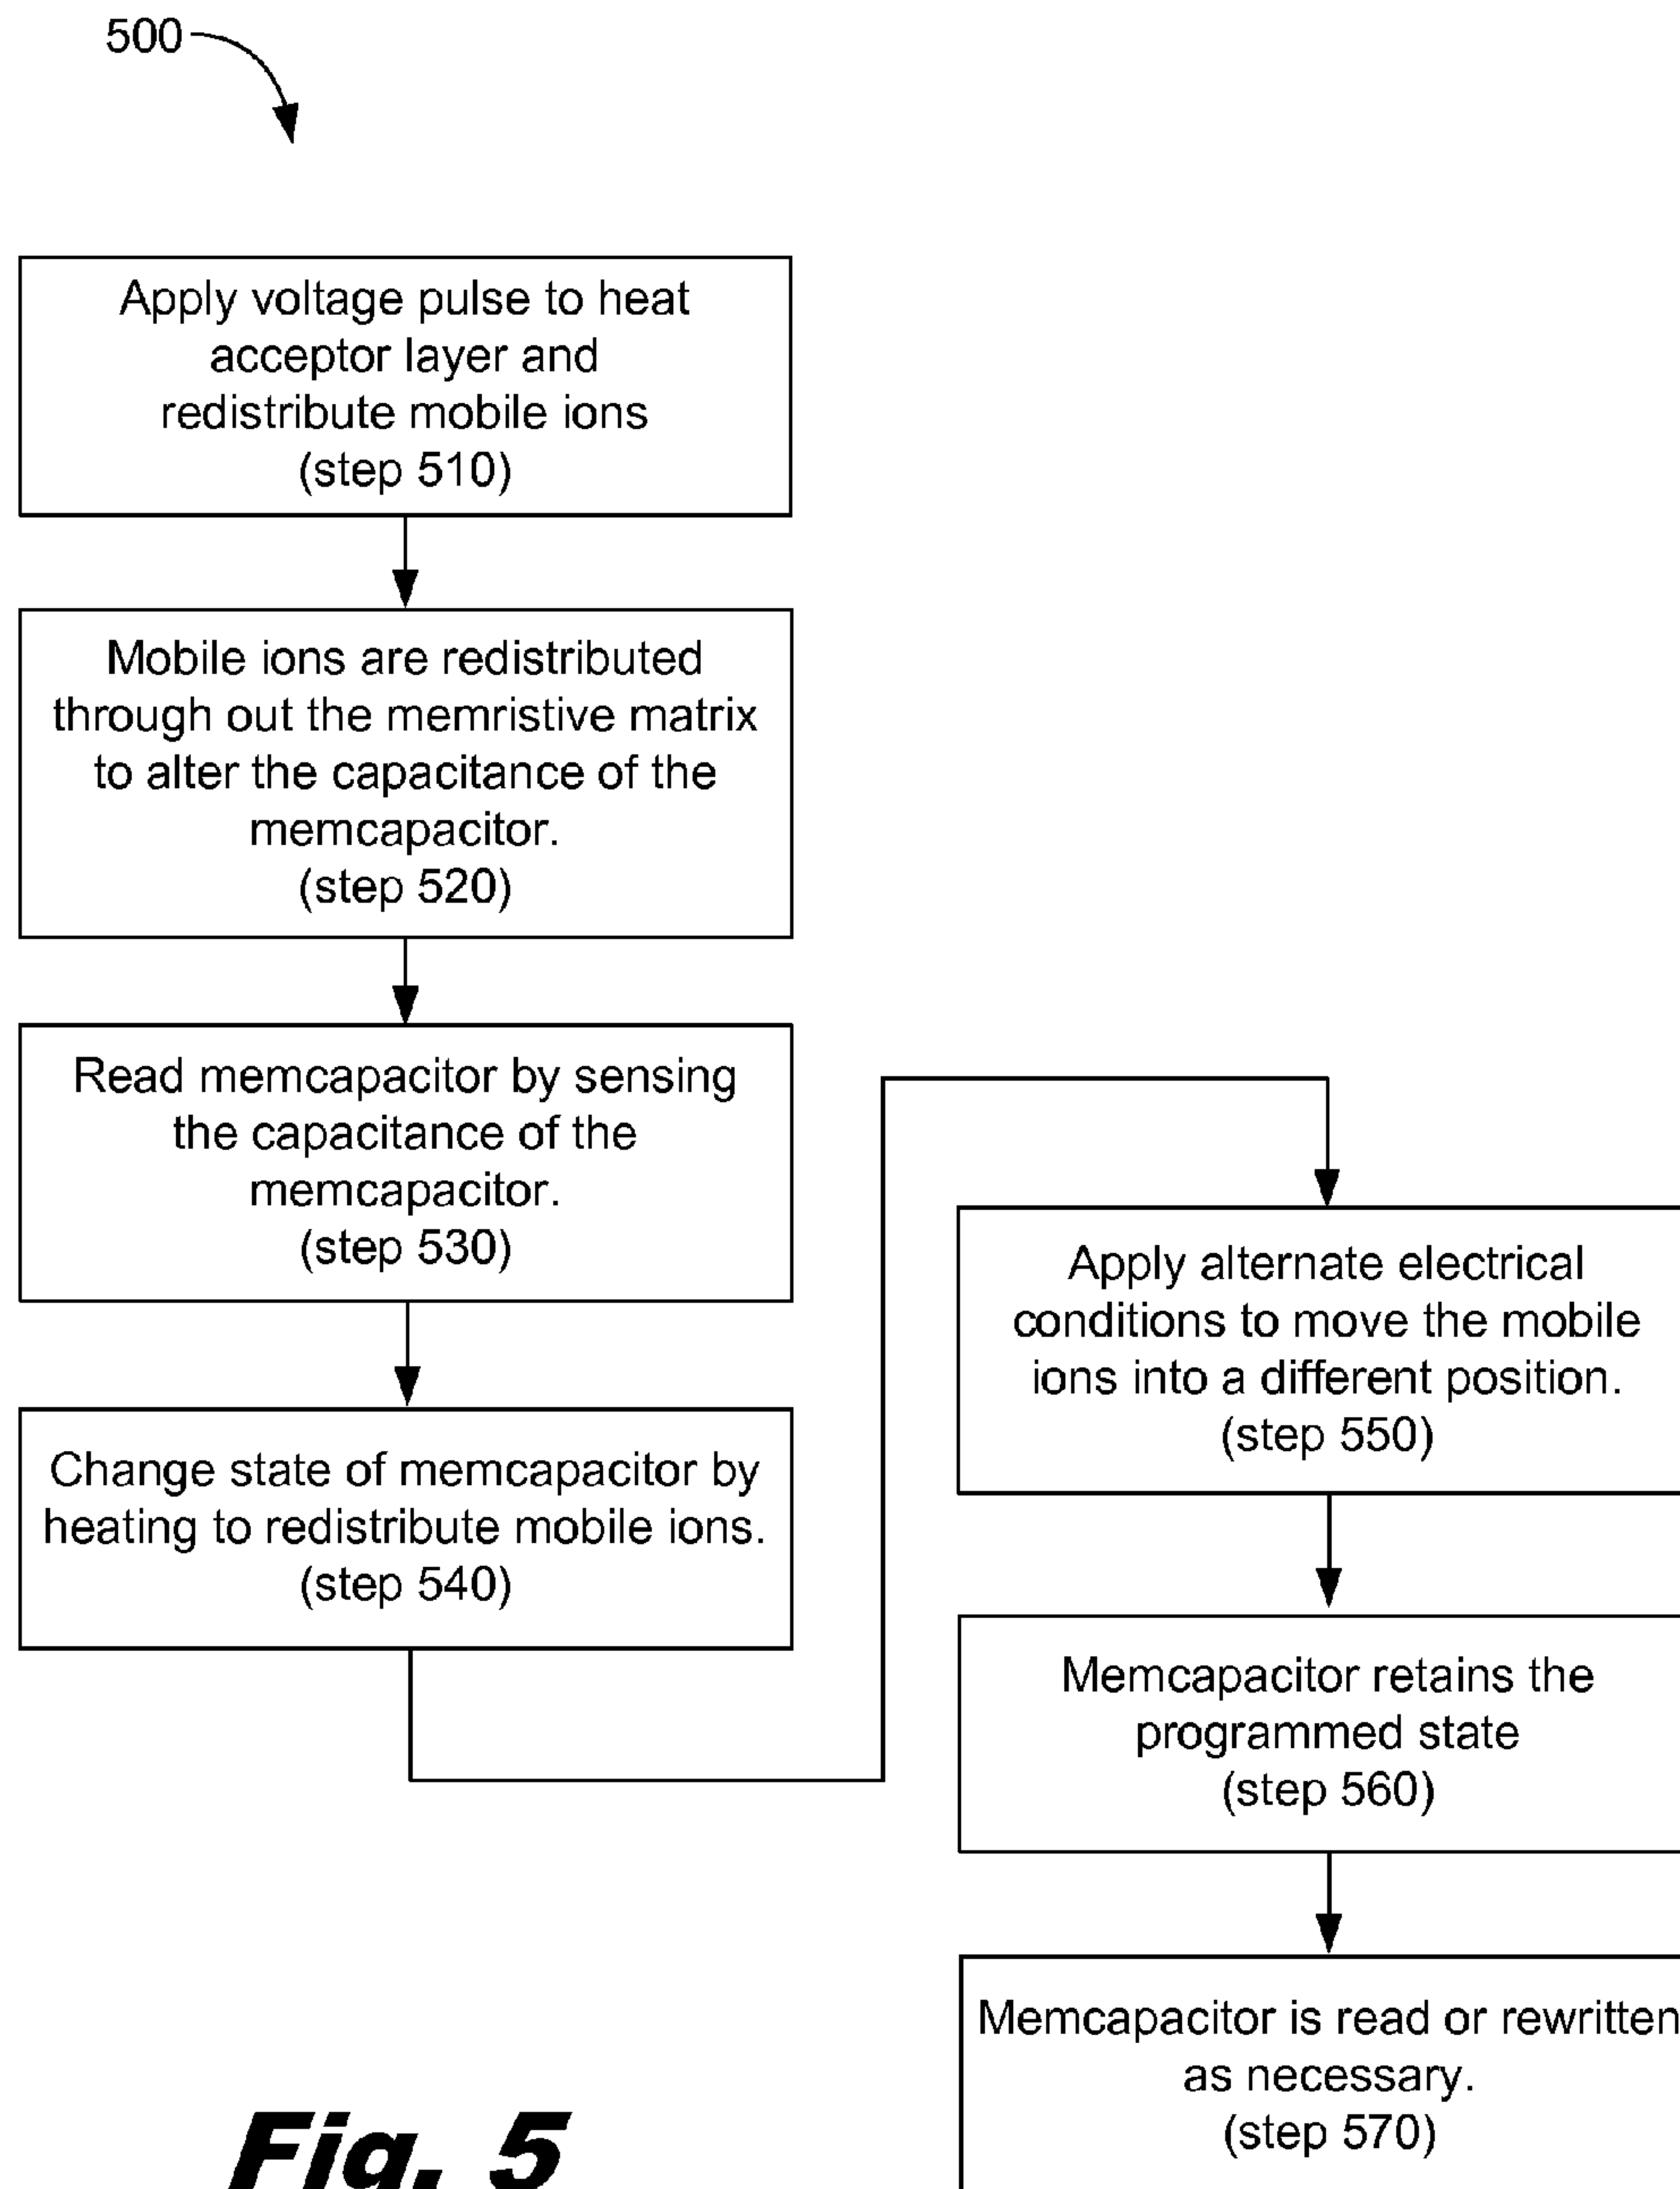 500
Apply voltage pulse to heat
acceptor layer and
redistribute mobile ions
(step 510)
Mobile ions are redistributed
through out the memristive matrix
to alter the capacitance of the
memcapacitor.
(step 520)
Read memcapacitor by sensing
the capacitance of the
memcapacitor.
(step 530)
Change state of memcapacitor by
heating to redistribute mobile ions.
(step 540)
Apply alternate electrical
conditions to move the mobile
ions into a different position.
(step 550)
Memcapacitor retains the
programmed state
(step 560)
Memcapacitor is read or rewritten
as necessary.
(step 570)
Fig. 5